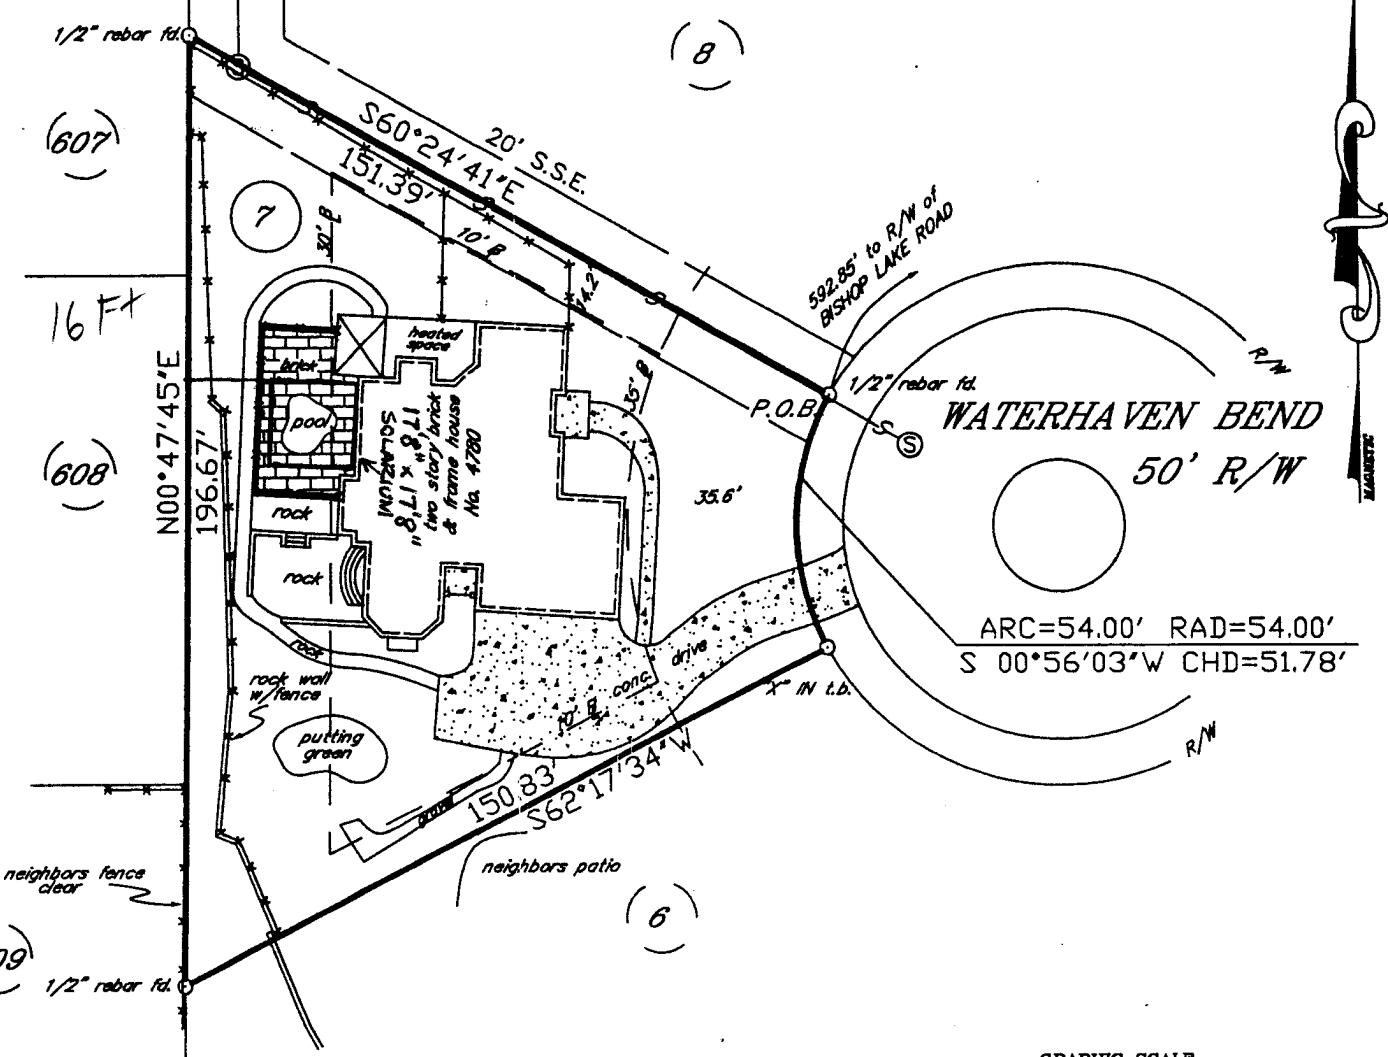 1/2" rebar fd.
(8)
(607)
S60°24'41"E
151.39'
20' S.S.E.
7
30' B
10' B
14.2'
592.85' to R/W of
BISHOP LAKE ROAD
16 Ft
heated
space
brick
pool
N00°47'45"E
196.67'
(608)
SOLARIUM
17'8" x 17'8"
two story brick
& frame house
No. 4780
35' B
35.6'
1/2" rebar fd.
P.O.B.
S
S
WATERHAVEN BEND
50' R/W
MAGNETIC
rock
rock
rock
ARC=54.00' RAD=54.00'
S 00°56'03"W CHD=51.78'
drive
conc.
"X" IN t.b.
10' B
rock wall
w/fence
putting
green
R/W
150.83'
S62°17'34"W
gravel
neighbors patio
neighbors fence
clear
(6)
09)
1/2" rebar fd.
GRAPHIC SCALE